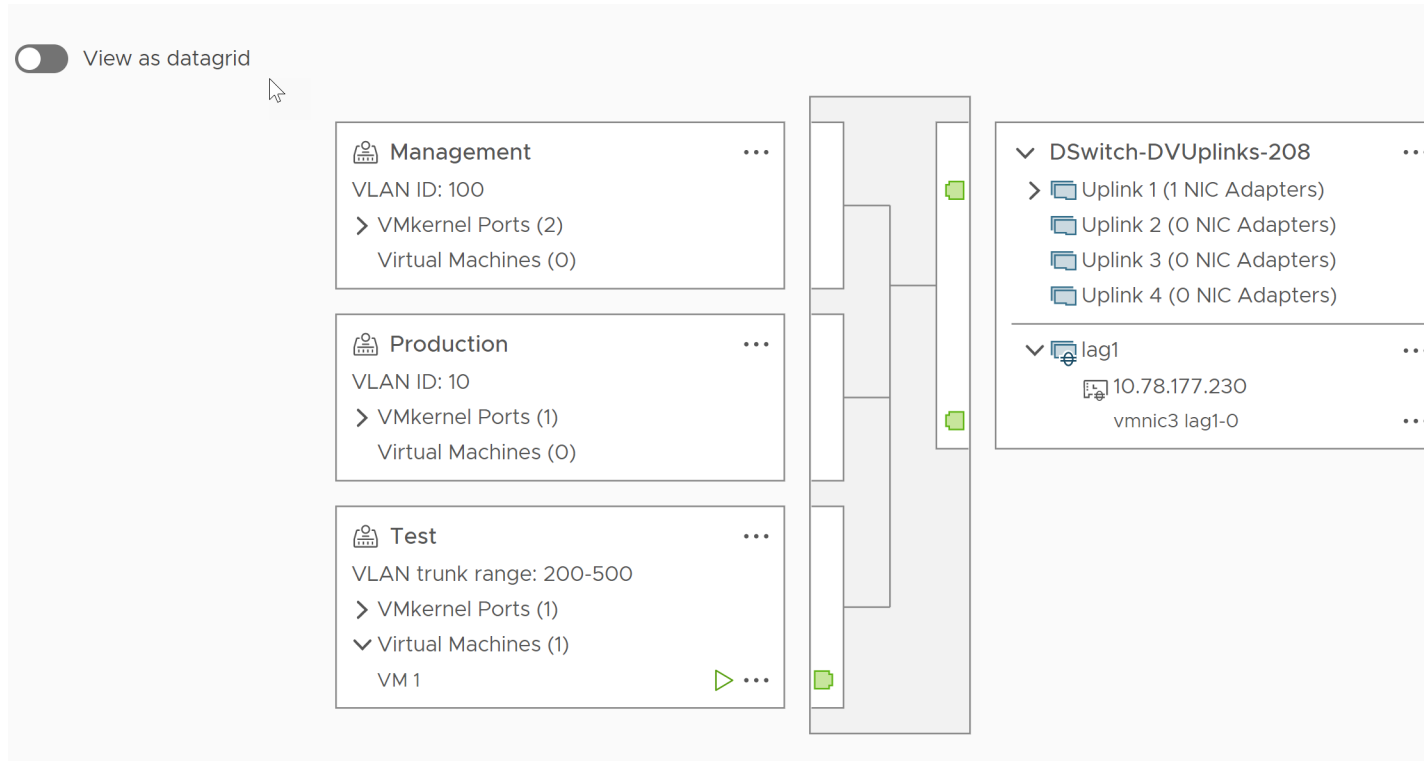 View as datagrid
Management
VLAN ID: 100
VMkernel Ports (2)
Virtual Machines (0)
Production
VLAN ID: 10
VMkernel Ports (1)
Virtual Machines (0)
Test
VLAN trunk range: 200-500
VMkernel Ports (1)
Virtual Machines (1)
VM 1
DSwitch-DVUplinks-208
Uplink 1 (1 NIC Adapters)
Uplink 2 (0 NIC Adapters)
Uplink 3 (0 NIC Adapters)
Uplink 4 (0 NIC Adapters)
lag1
10.78.177.230
vmnic3 lag1-0